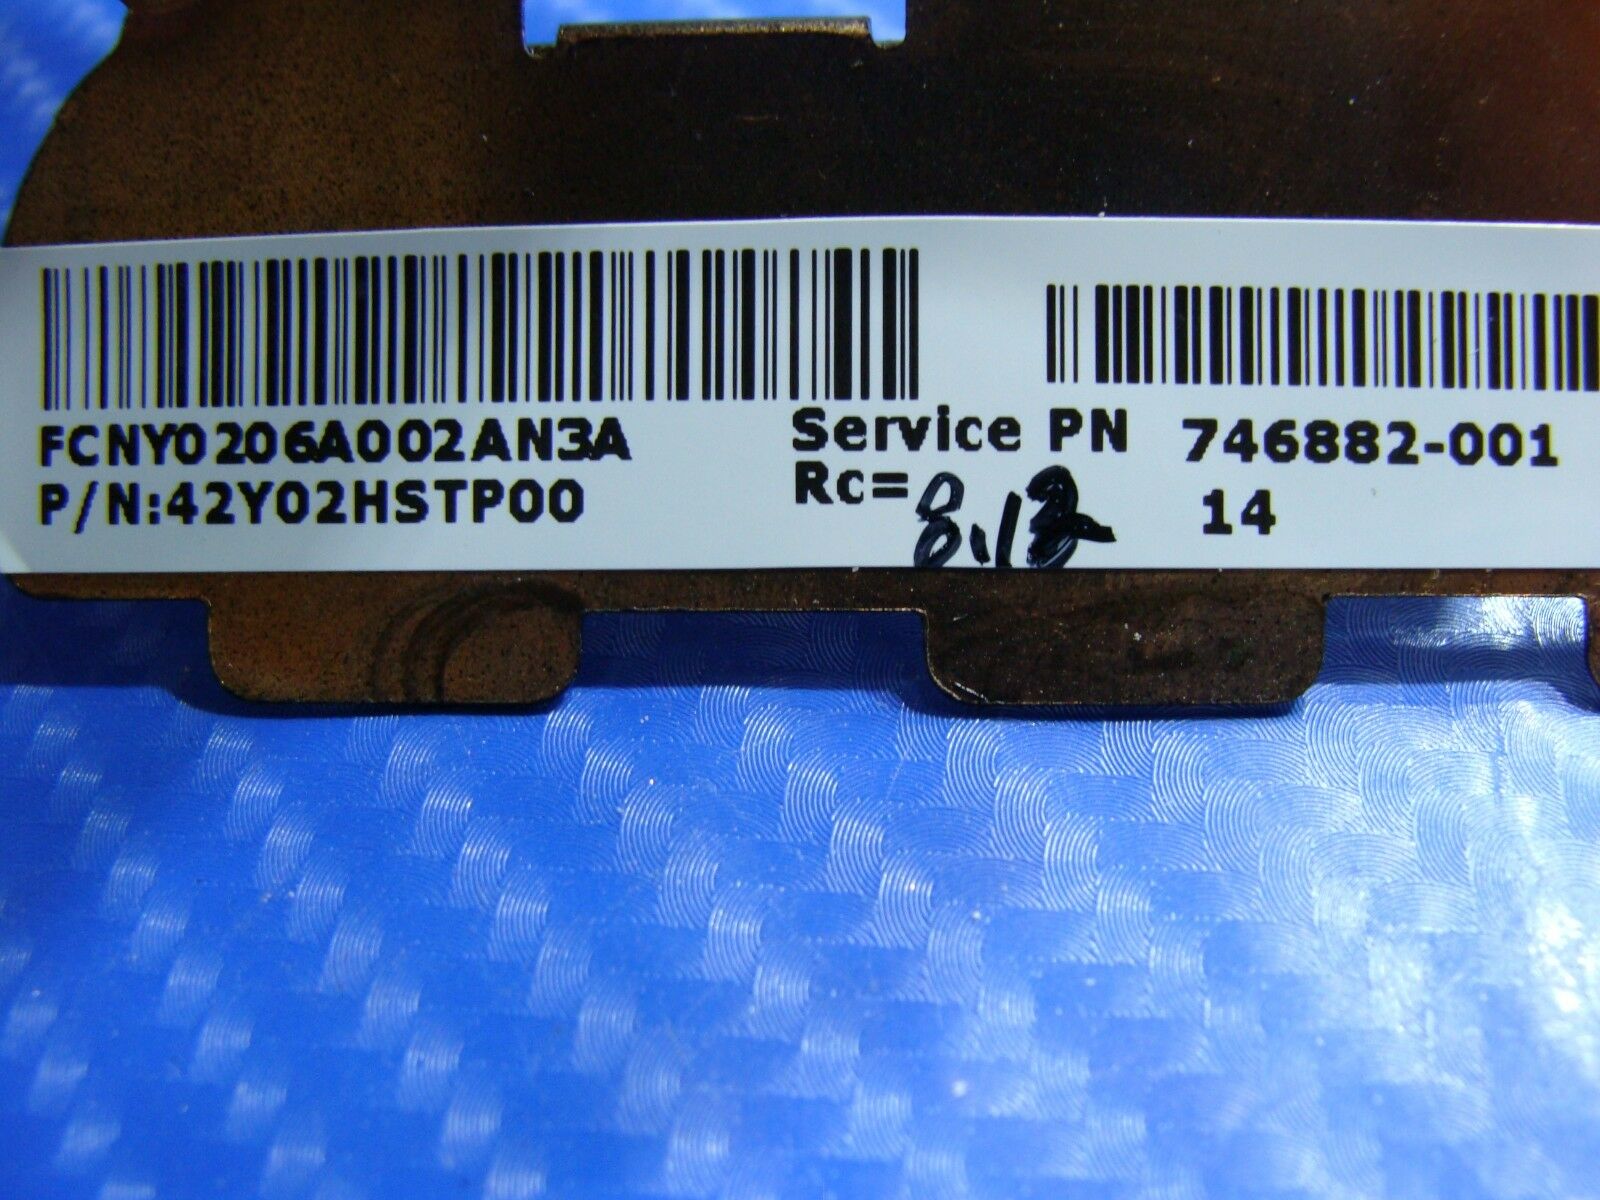 FCNY0206A002AN3A
P/N:42Y02HSTP00
Service PN 746882-001
Rc= 14